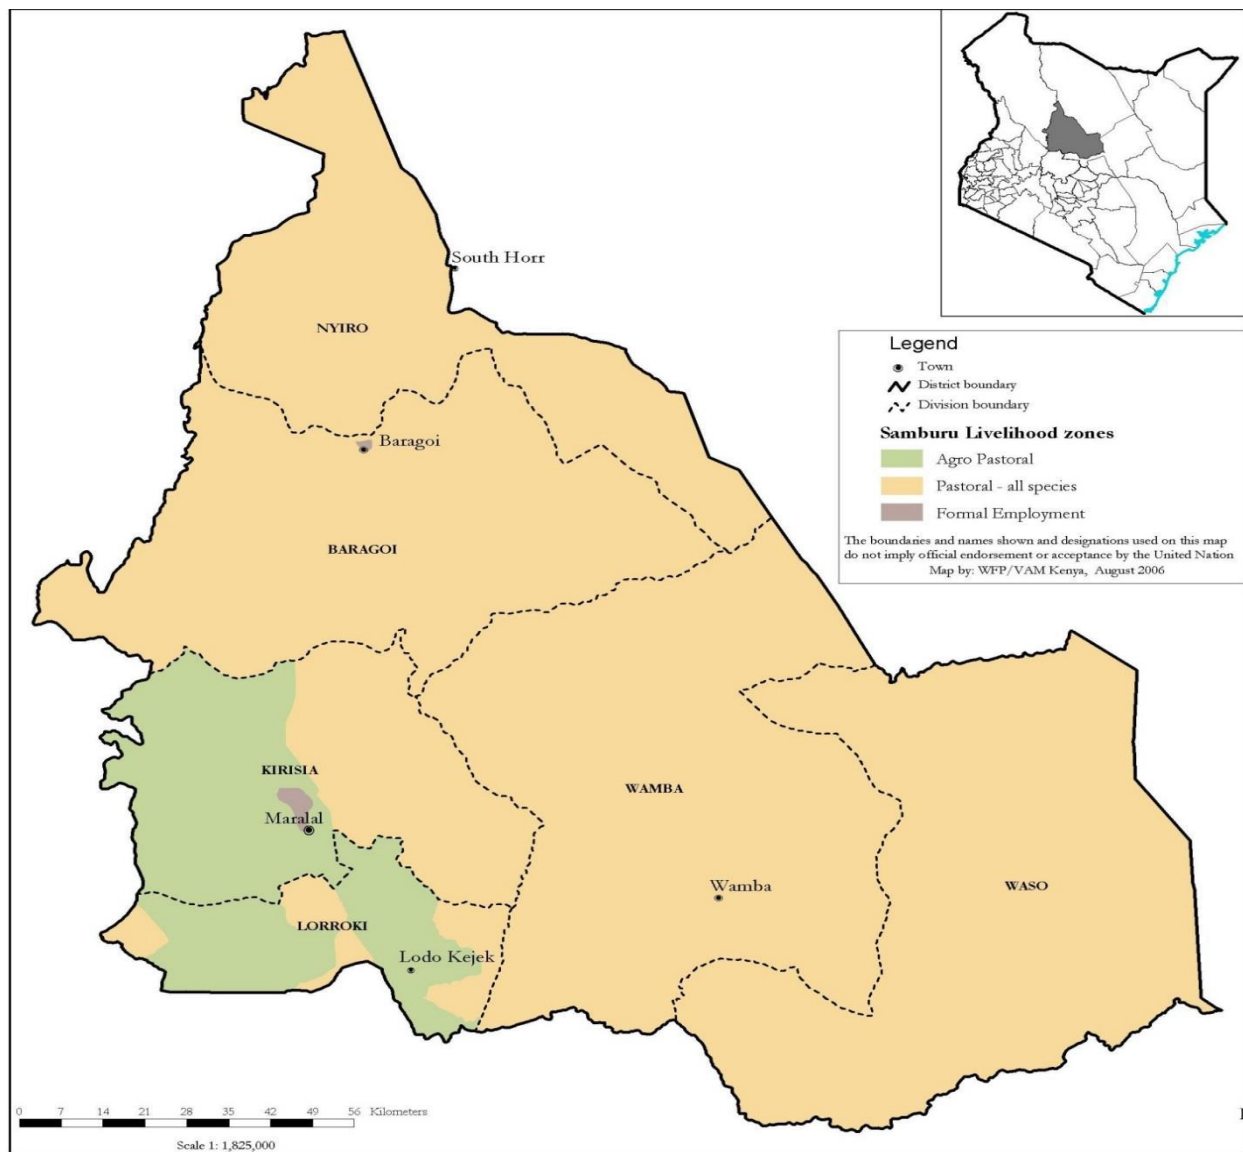 South Horr
NYIRO
Baragoi
BARAGOI
KIRISIA
Maralal
WAMBA
Wamba
WASO
LORROKI
Lodo Kejek
Legend
Town
District boundary
Division boundary
Samburu Livelihood zones
Agro Pastoral
Pastoral - all species
Formal Employment
The boundaries and names shown and designations used on this map
do not imply official endorsement or acceptance by the United Nation
Map by: WFP/VAM Kenya, August 2006
0 7 14 21 28 35 42 49 56 Kilometers
Scale 1: 1,825,000